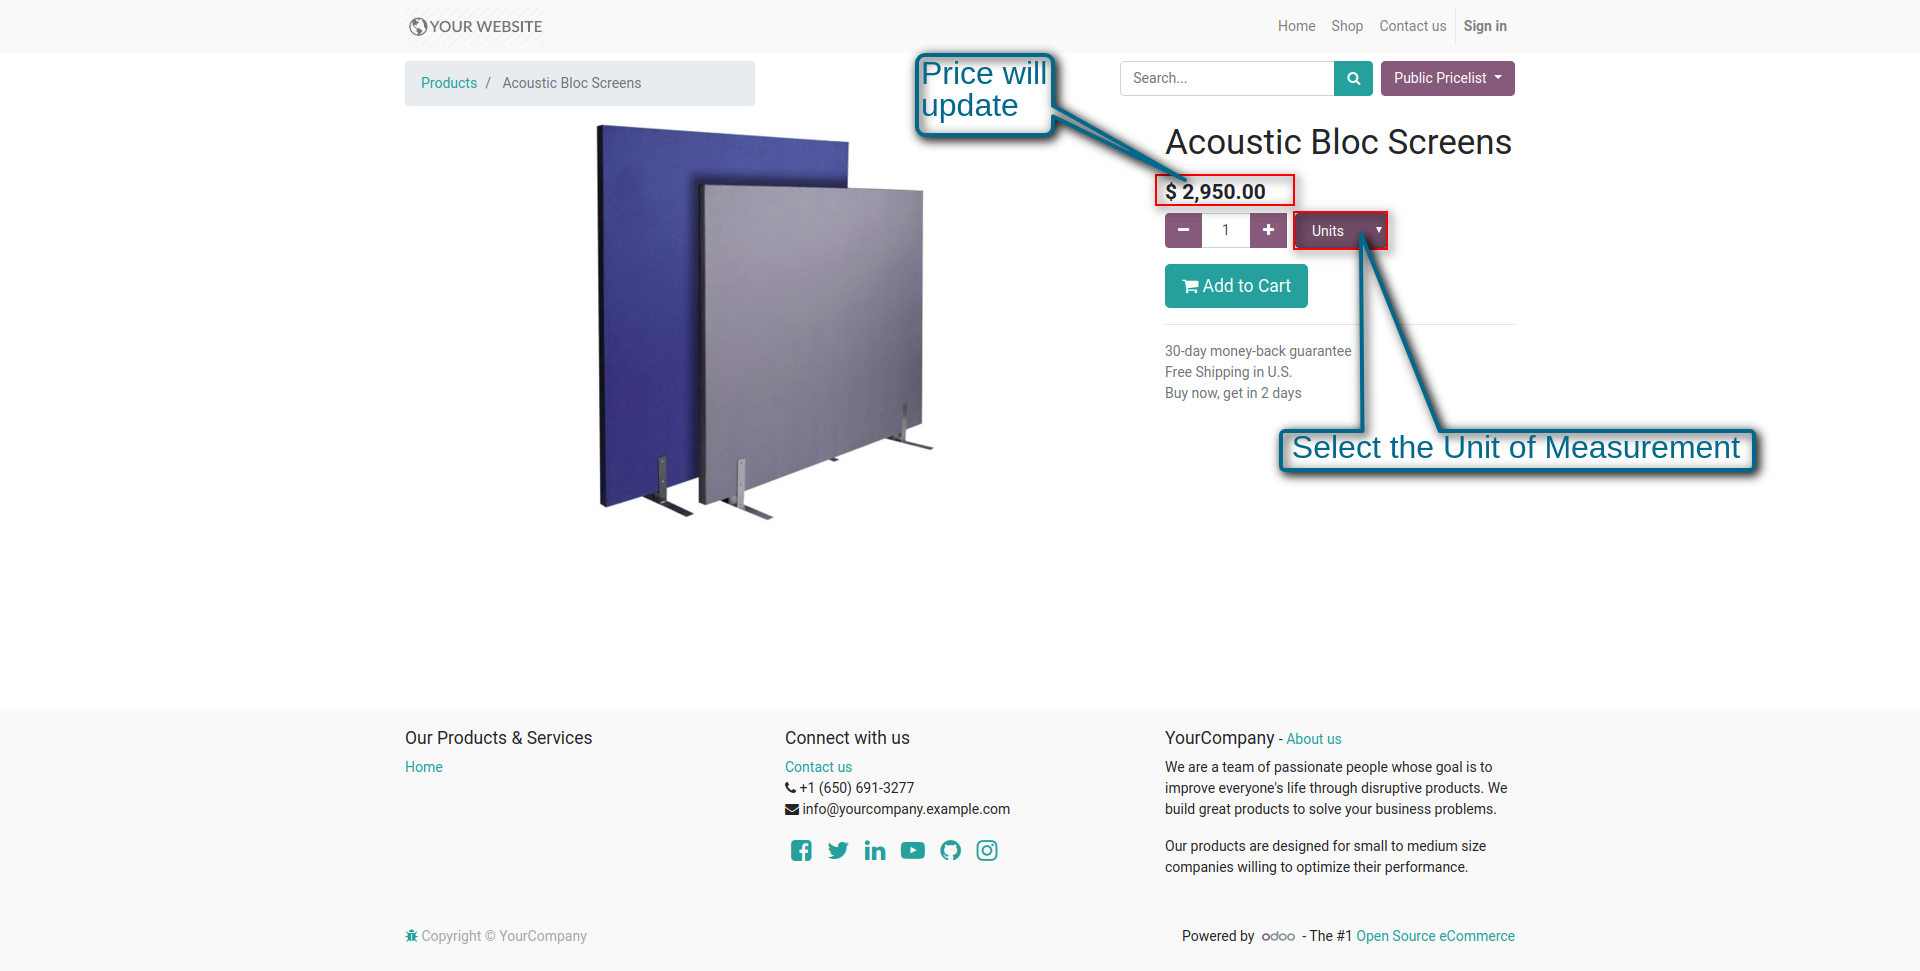 YOUR WEBSITE
Home Shop Contact us Sign in
Products / Acoustic Bloc Screens
Price will
update
Search...
Public Pricelist
Acoustic Bloc Screens
$ 2,950.00
1
Units
Add to Cart
30-day money-back guarantee
Free Shipping in U.S.
Buy now, get in 2 days
Select the Unit of Measurement
Our Products & Services
Home
Connect with us
Contact us
+1 (650) 691-3277
info@yourcompany.example.com
YourCompany - About us
We are a team of passionate people whose goal is to
improve everyone's life through disruptive products. We
build great products to solve your business problems.
Our products are designed for small to medium size
companies willing to optimize their performance.
Copyright © YourCompany
Powered by odoo - The #1 Open Source eCommerce